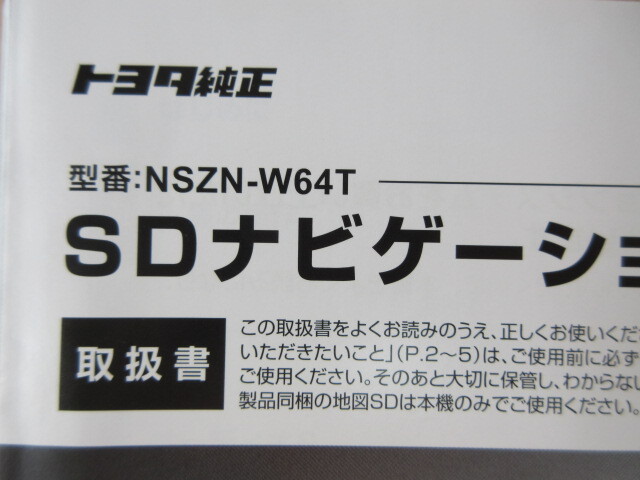 トヨタ純正
型番:NSZN-W64T
SDナビゲーショ
取扱書
この取扱書をよくお読みのうえ、正しくお使いくだ
いただきたいこと」(P.2〜5)は、ご使用前に必ず
ご使用ください。そのあと大切に保管し、わからない
製品同梱の地図SDは本機のみでご使用ください。